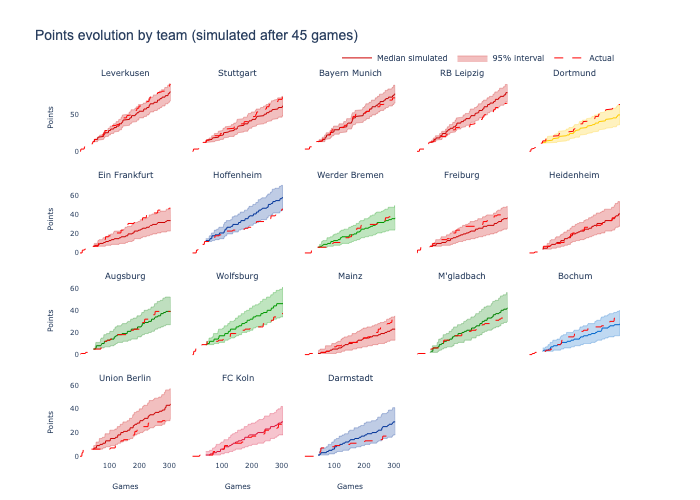 Points evolution by team (simulated after 45 games)
Median simulated 95% interval Actual
Leverkusen Stuttgart Bayern Munich RB Leipzig Dortmund
Points
50
0
Ein Frankfurt Hoffenheim Werder Bremen Freiburg Heidenheim
Points
60
40
20
0
Augsburg Wolfsburg Mainz M'gladbach Bochum
Points
60
40
20
0
Union Berlin FC Koln Darmstadt
Points
60
40
20
0
100 200 300 100 200 300 100 200 300
Games Games